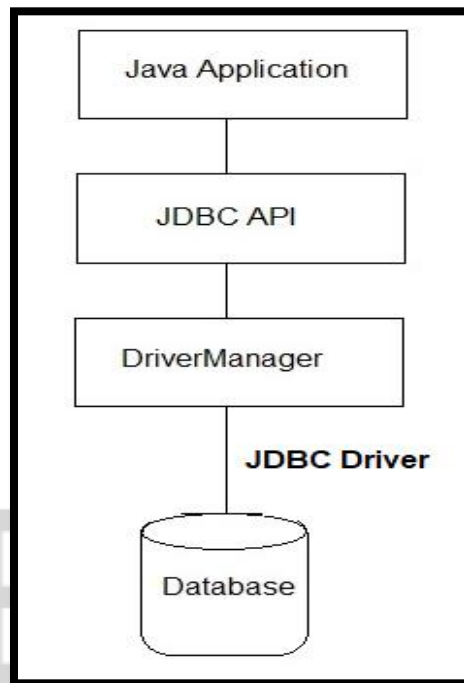 Java Application
JDBC API
DriverManager
JDBC Driver
Database